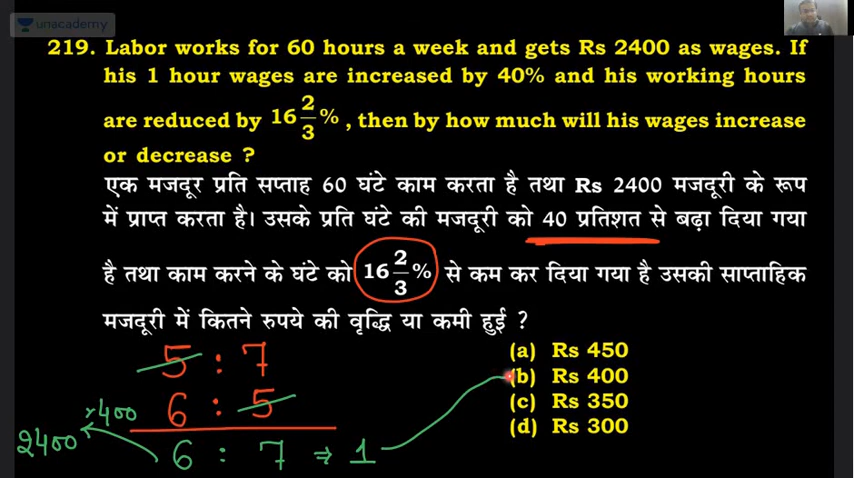 unacademy
219. Labor works for 60 hours a week and gets Rs 2400 as wages. If
his 1 hour wages are increased by 40% and his working hours
are reduced by 16 2/3 %, then by how much will his wages increase
or decrease ?
एक मजदूर प्रति सप्ताह 60 घंटे काम करता है तथा Rs 2400 मजदूरी के रूप
में प्राप्त करता है। उसके प्रति घंटे की मजदूरी को 40 प्रतिशत से बढ़ा दिया गया
है तथा काम करने के घंटे को 16 2/3 % से कम कर दिया गया है उसकी साप्ताहिक
मजदूरी में कितने रुपये की वृद्धि या कमी हुई ?
5 : 7
6 : 5
×400
2400
6 : 7 ⇒ 1
(a) Rs 450
(b) Rs 400
(c) Rs 350
(d) Rs 300